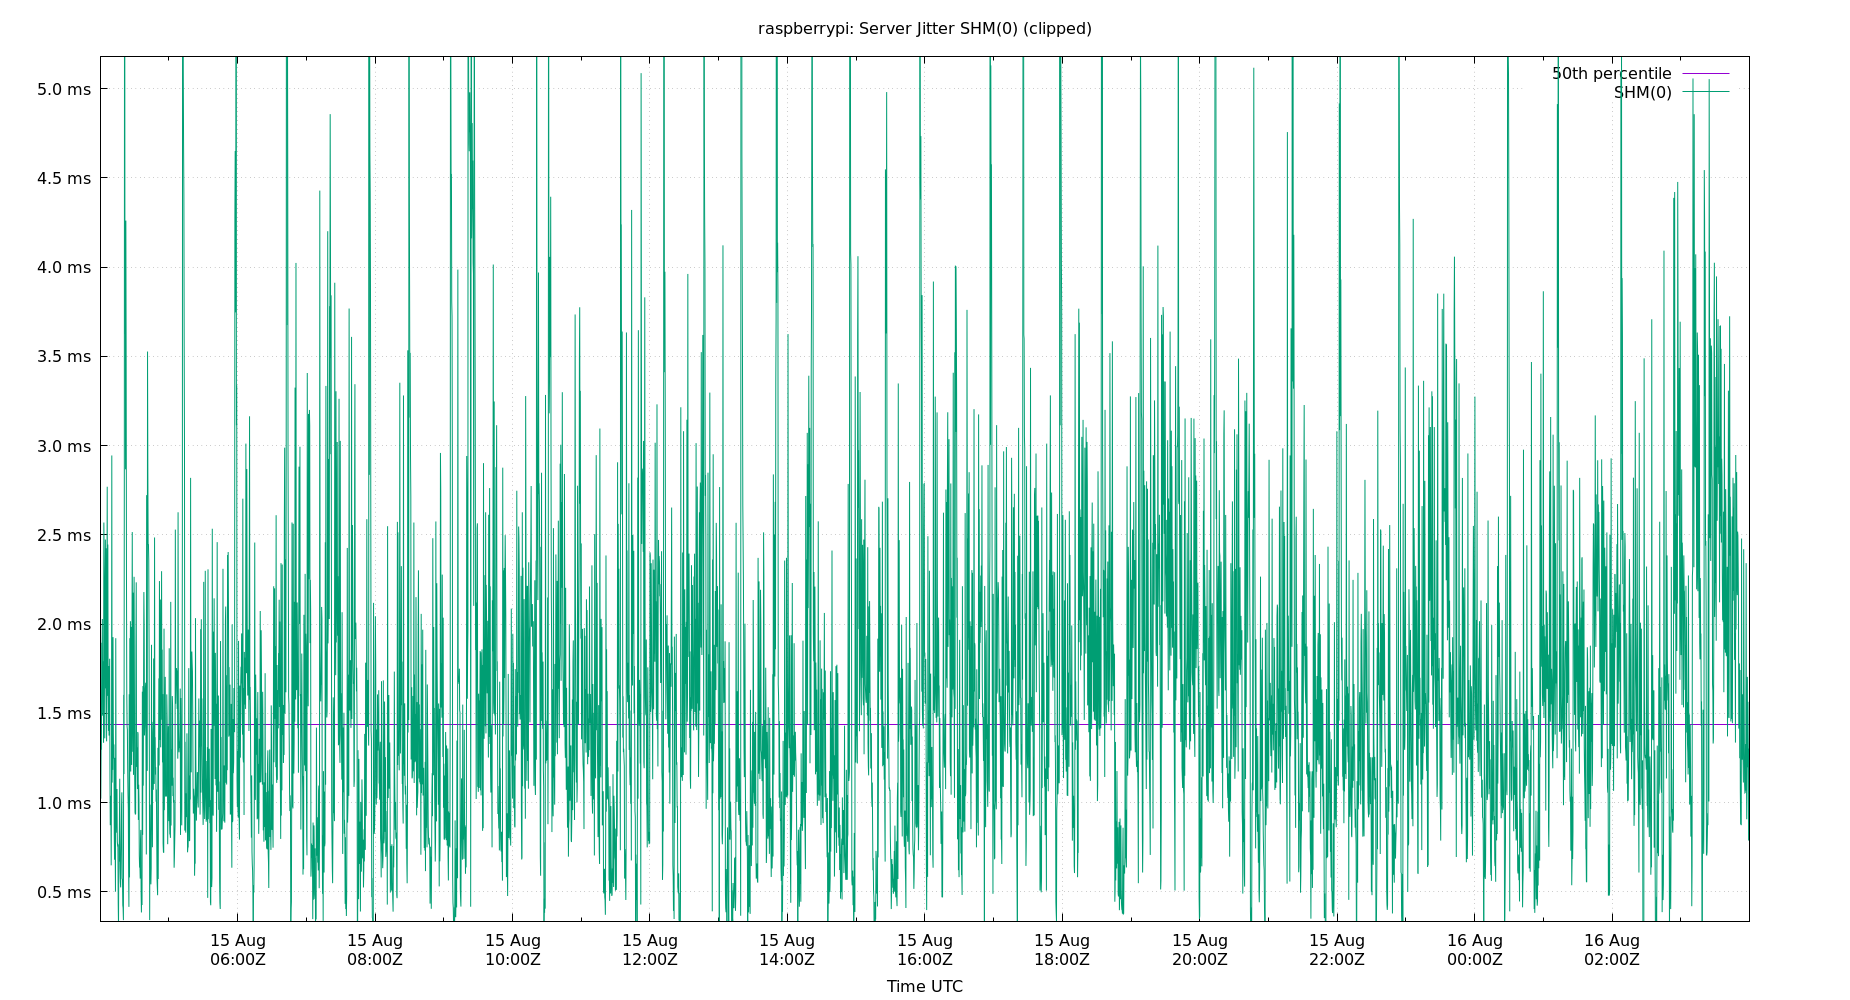 raspberrypi: Server Jitter SHM(0) (clipped)
50th percentile
SHM(0)
5.0 ms
4.5 ms
4.0 ms
3.5 ms
3.0 ms
2.5 ms
2.0 ms
1.5 ms
1.0 ms
0.5 ms
15 Aug 15 Aug 15 Aug 15 Aug 15 Aug 15 Aug 15 Aug 15 Aug 15 Aug 16 Aug 16 Aug
06:00Z 08:00Z 10:00Z 12:00Z 14:00Z 16:00Z 18:00Z 20:00Z 22:00Z 00:00Z 02:00Z
Time UTC